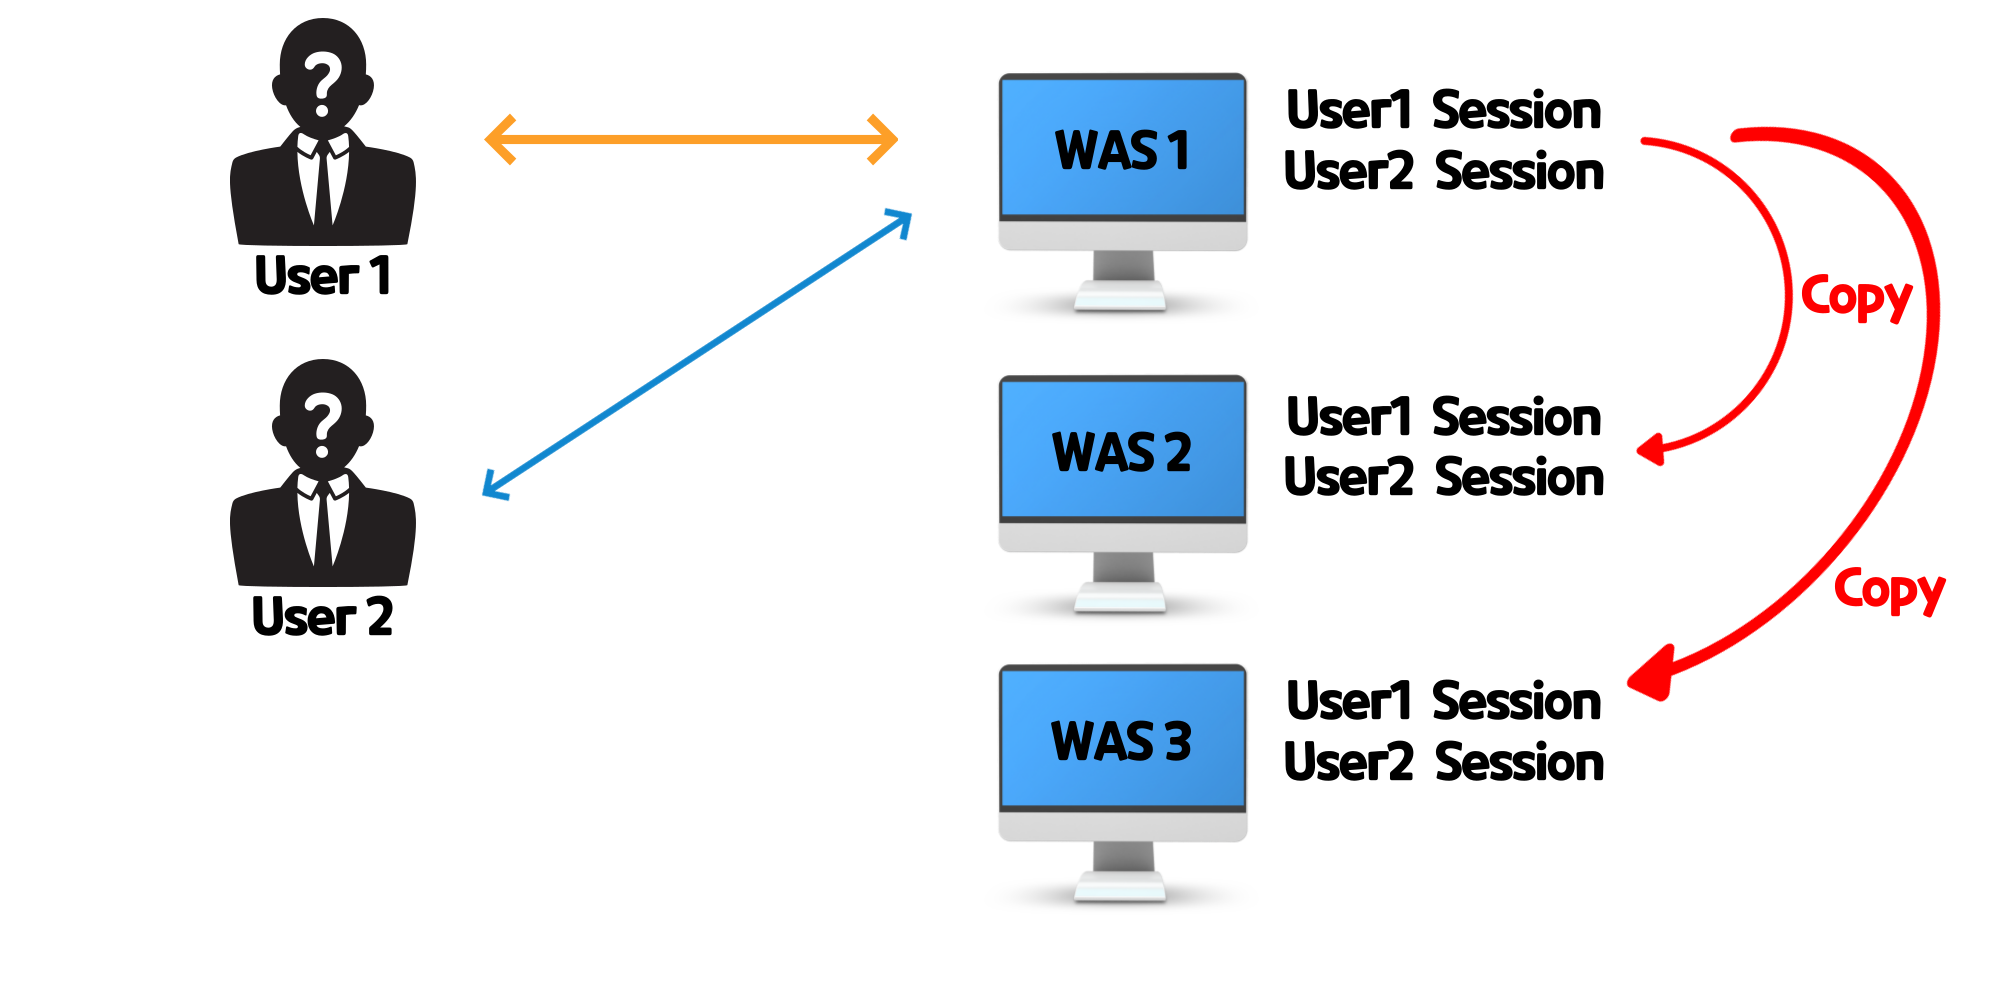 User 1
User 2
WAS 1
User1 Session
User2 Session
Copy
WAS 2
User1 Session
User2 Session
Copy
WAS 3
User1 Session
User2 Session